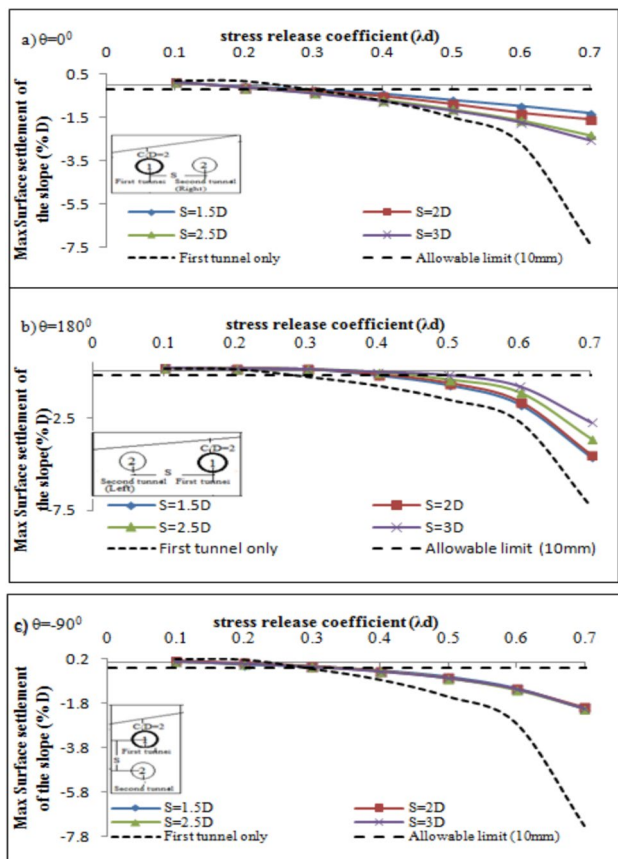 stress release coefficient (λd)
a) θ=0⁰
0 0.1 0.2 0.3 0.4 0.5 0.6 0.7
Max Surface settlement of
the slope (% D)
0.5
-1.5
-3.5
-5.5
-7.5
C/D=2
1 2
S
First tunnel Second tunnel
(Right)
S=1.5D S=2D
S=2.5D S=3D
First tunnel only Allowable limit (10mm)
b) θ=180⁰
stress release coefficient (λd)
0 0.1 0.2 0.3 0.4 0.5 0.6 0.7
Max Surface settlement of
the slope(% D)
-2.5
-7.5
C/D=2
2 1
S
Second tunnel First tunnel
(Left)
S=1.5D S=2D
S=2.5D S=3D
First tunnel only Allowable limit (10mm)
stress release coefficient (λd)
c) θ=-90⁰
0 0.1 0.2 0.3 0.4 0.5 0.6 0.7
Max Surface settlement
of the slope (% D)
0.2
-1.8
-3.8
-5.8
-7.8
C/D=2
1
First tunnel
S
2
Second tunnel
S=1.5D S=2D
S=2.5D S=3D
First tunnel only Allowable limit (10mm)